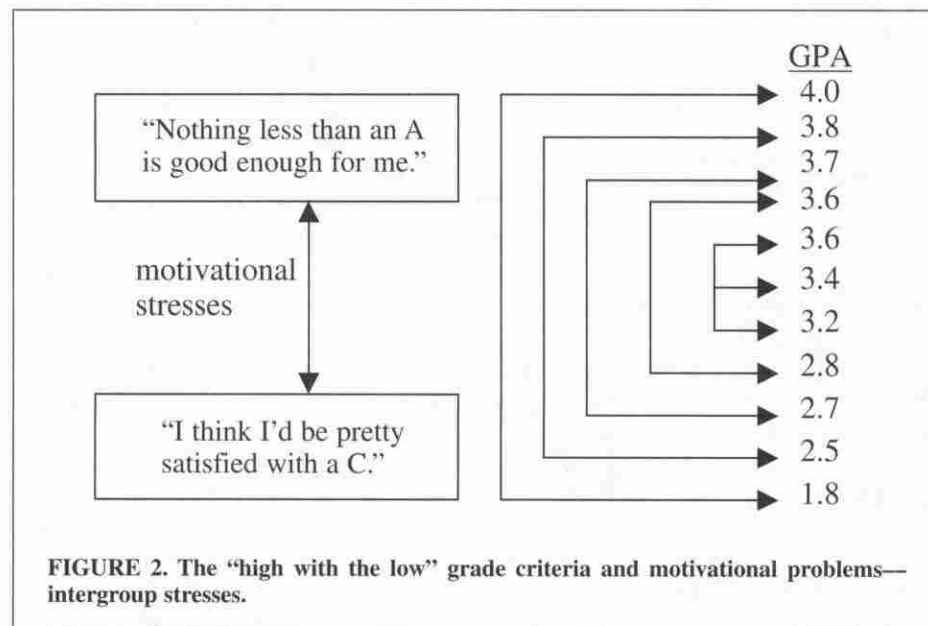 GPA
4.0
“Nothing less than an A
is good enough for me.”
3.8
3.7
3.6
3.6
motivational
stresses
3.4
3.2
2.8
“I think I’d be pretty
satisfied with a C.”
2.7
2.5
1.8
FIGURE 2. The “high with the low” grade criteria and motivational problems—
intergroup stresses.